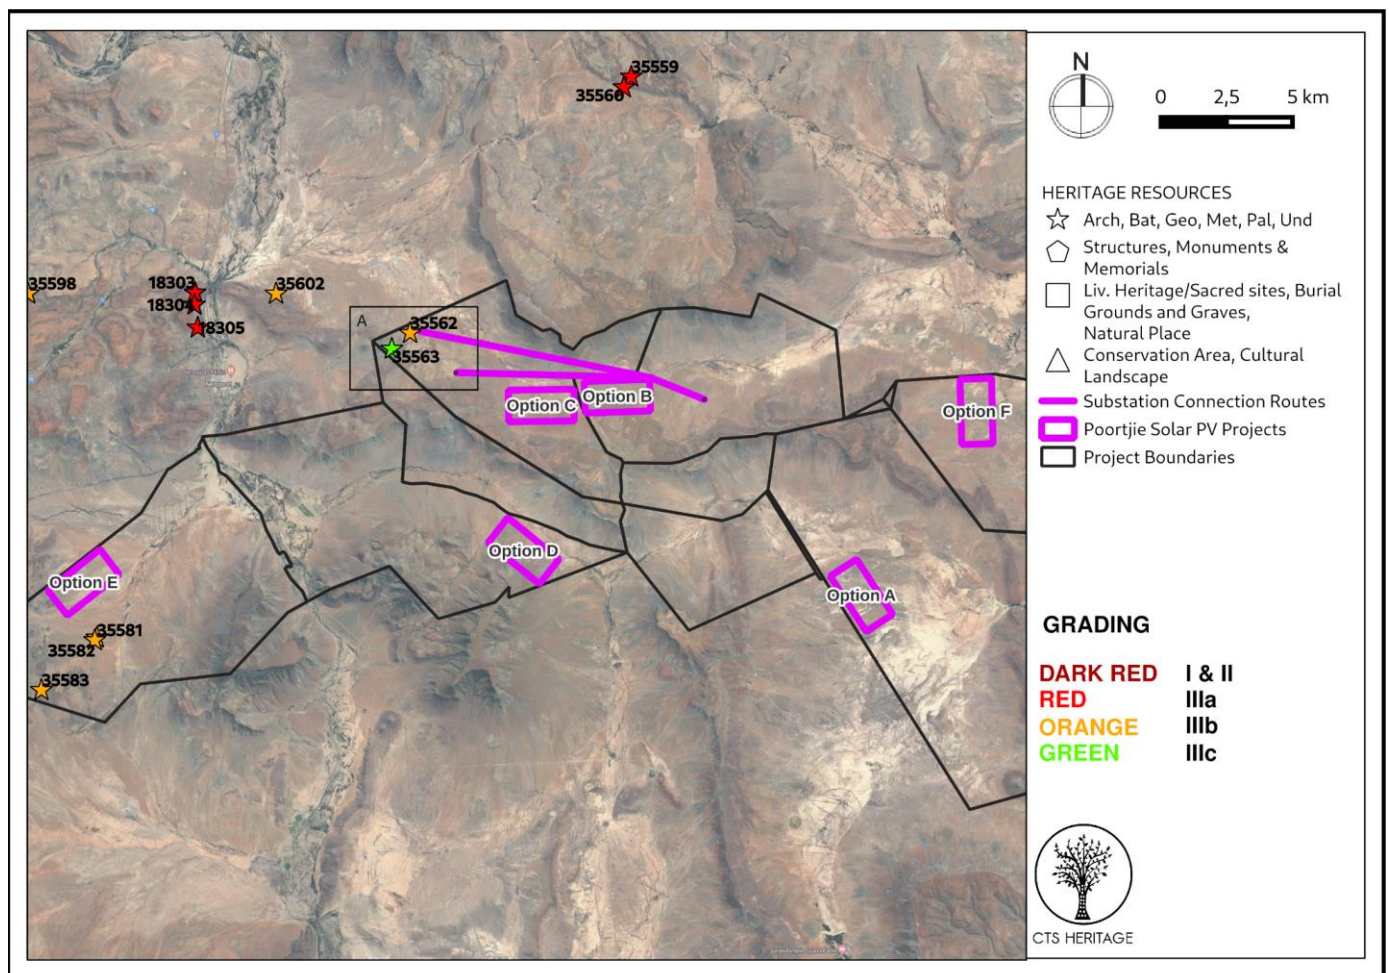 35559
35560
35598
18303
18304
18305
35602
A
35562
35563
Option C
Option B
Option F
Option D
Option A
Option E
35581
35582
35583
N
0 2,5 5 km
HERITAGE RESOURCES
Arch, Bat, Geo, Met, Pal, Und
Structures, Monuments &
Memorials
Liv. Heritage/Sacred sites, Burial
Grounds and Graves,
Natural Place
Conservation Area, Cultural
Landscape
Substation Connection Routes
Poortjie Solar PV Projects
Project Boundaries
GRADING
DARK RED I & II
RED IIIa
ORANGE IIIb
GREEN IIIc
CTS HERITAGE